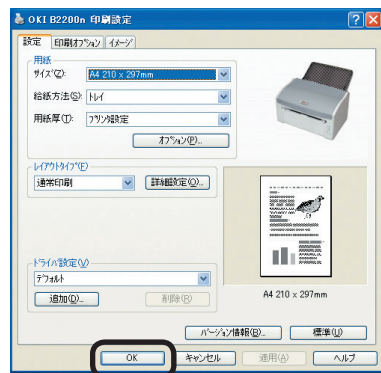 OKI B2200n 印刷設定
設定 印刷ｵﾌﾟｼｮﾝ ｲﾒｰｼﾞ
用紙
ｻｲｽﾞ(Z): A4 210 x 297mm
給紙方法(S): ﾄﾚｲ
用紙厚(T): ﾌﾟﾘﾝﾀ設定
ｵﾌﾟｼｮﾝ(P)...
ﾚｲｱｳﾄﾀｲﾌﾟ(F)
通常印刷 詳細設定(O)...
ﾄﾞﾗｲﾊﾞ設定(V)
ﾃﾞﾌｫﾙﾄ
追加(D)... 削除(R)
A4 210 x 297mm
ﾊﾞｰｼﾞｮﾝ情報(B)... 標準(U)
OK ｷｬﾝｾﾙ 適用(A) ﾍﾙﾌﾟ